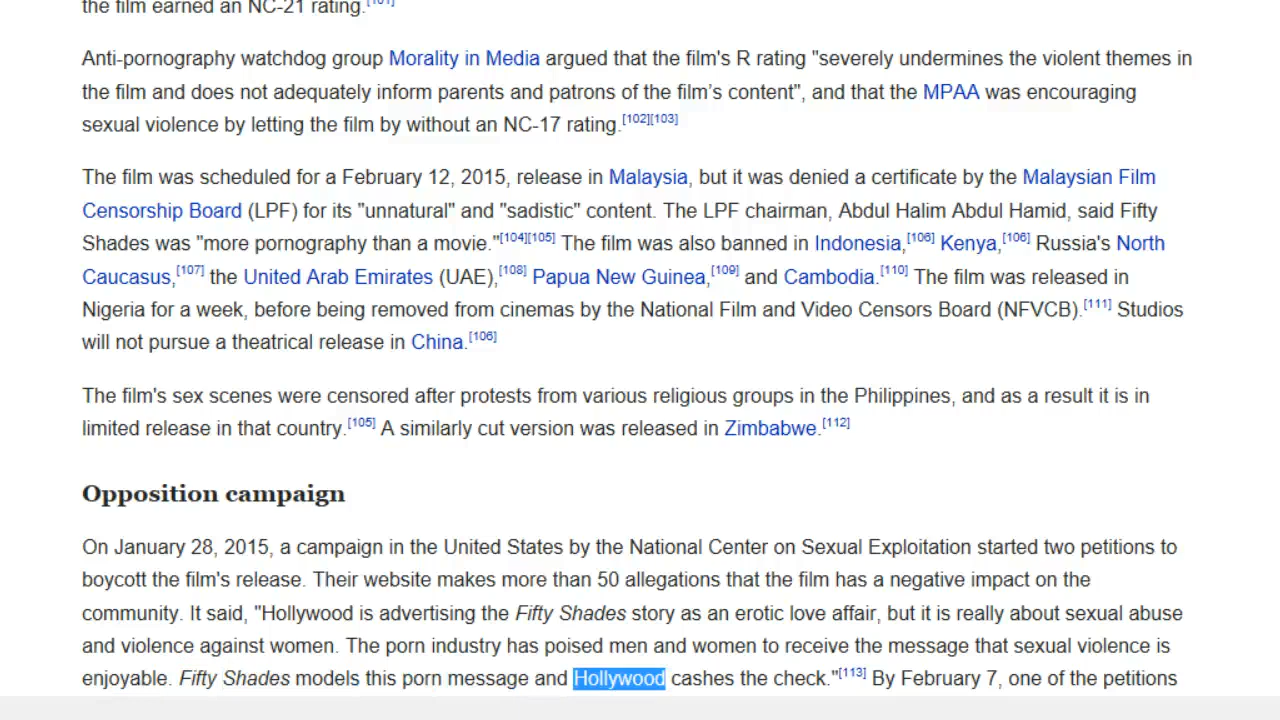 the film earned an NC-21 rating.[101]
Anti-pornography watchdog group Morality in Media argued that the film's R rating "severely undermines the violent themes in
the film and does not adequately inform parents and patrons of the film’s content", and that the MPAA was encouraging
sexual violence by letting the film by without an NC-17 rating.[102][103]
The film was scheduled for a February 12, 2015, release in Malaysia, but it was denied a certificate by the Malaysian Film
Censorship Board (LPF) for its "unnatural" and "sadistic" content. The LPF chairman, Abdul Halim Abdul Hamid, said Fifty
Shades was "more pornography than a movie."[104][105] The film was also banned in Indonesia,[106] Kenya,[106] Russia's North
Caucasus,[107] the United Arab Emirates (UAE),[108] Papua New Guinea,[109] and Cambodia.[110] The film was released in
Nigeria for a week, before being removed from cinemas by the National Film and Video Censors Board (NFVCB).[111] Studios
will not pursue a theatrical release in China.[106]
The film's sex scenes were censored after protests from various religious groups in the Philippines, and as a result it is in
limited release in that country.[105] A similarly cut version was released in Zimbabwe.[112]
Opposition campaign
On January 28, 2015, a campaign in the United States by the National Center on Sexual Exploitation started two petitions to
boycott the film's release. Their website makes more than 50 allegations that the film has a negative impact on the
community. It said, "Hollywood is advertising the Fifty Shades story as an erotic love affair, but it is really about sexual abuse
and violence against women. The porn industry has poised men and women to receive the message that sexual violence is
enjoyable. Fifty Shades models this porn message and Hollywood cashes the check."[113] By February 7, one of the petitions